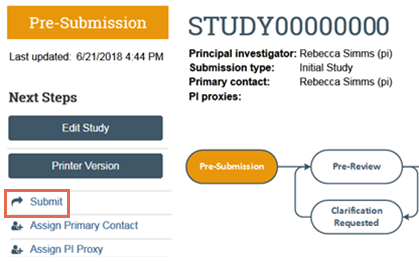 Pre-Submission
Last updated: 6/21/2018 4:44 PM
Next Steps
Edit Study
Printer Version
Submit
Assign Primary Contact
Assign PI Proxy
STUDY00000000
Principal investigator: Rebecca Simms (pi)
Submission type: Initial Study
Primary contact: Rebecca Simms (pi)
PI proxies:
Pre-Submission
Pre-Review
Clarification
Requested